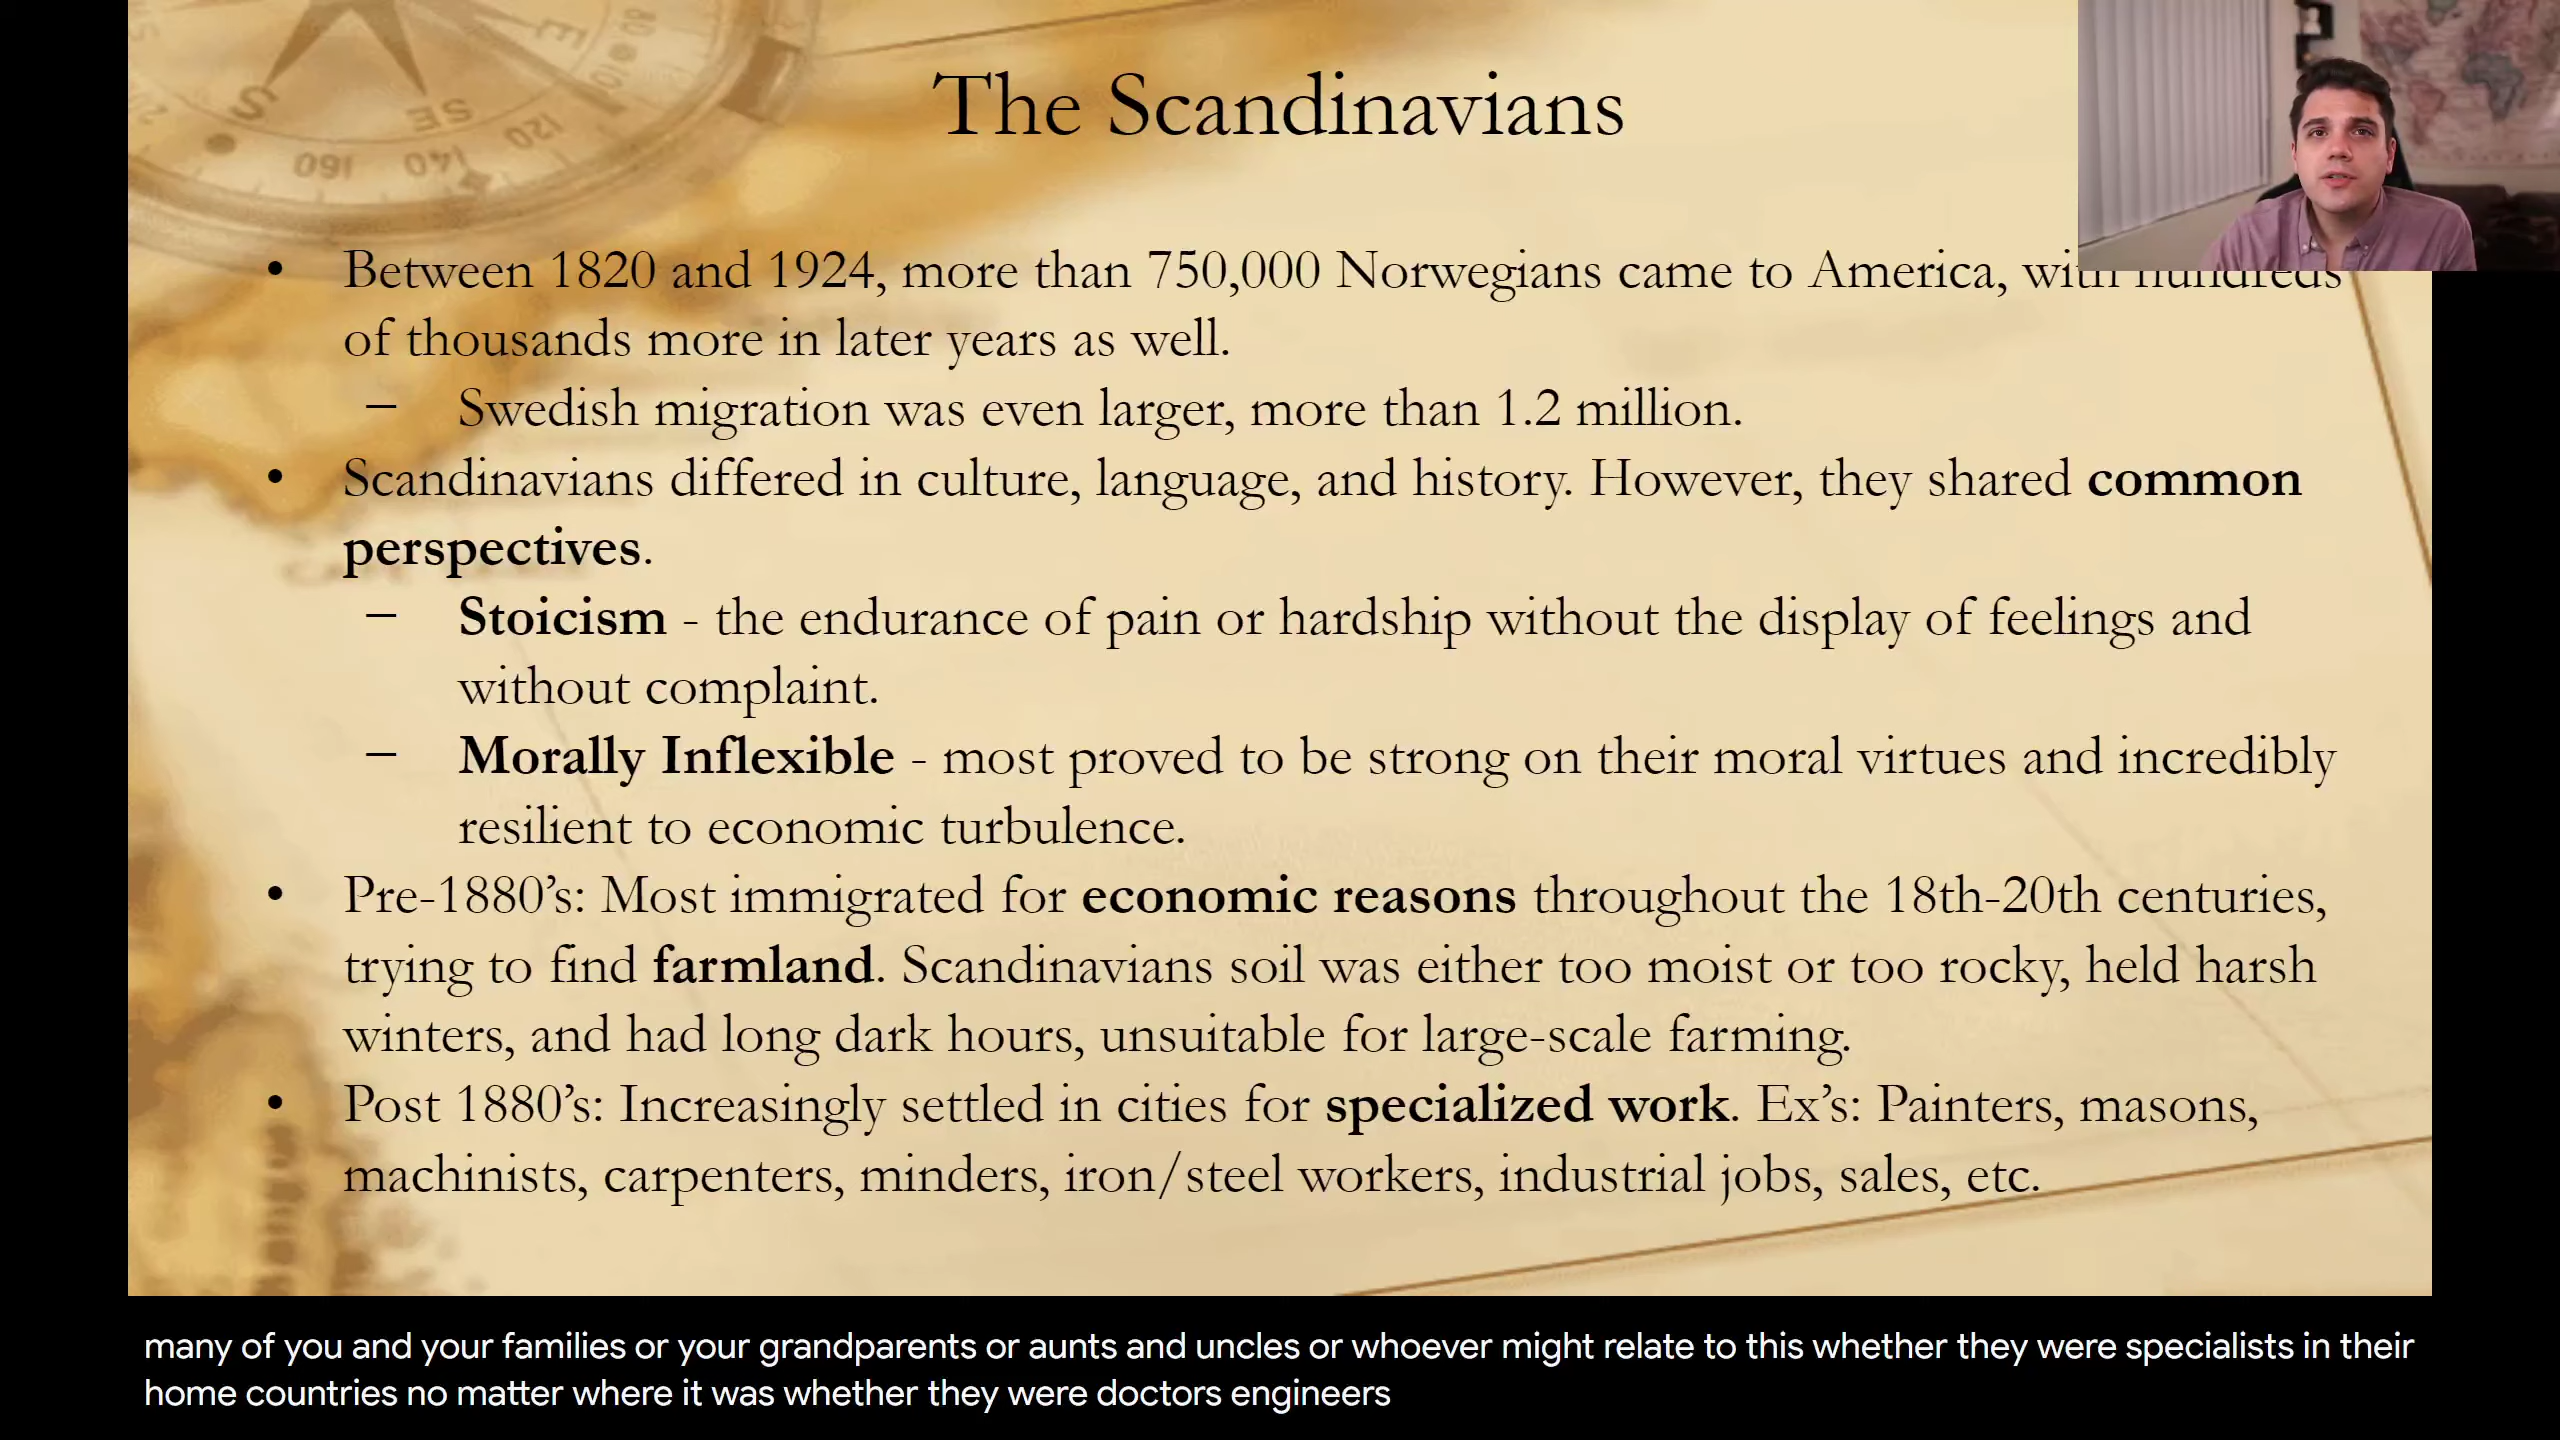 The Scandinavians
• Between 1820 and 1924, more than 750,000 Norwegians came to America, with hundreds
of thousands more in later years as well.
– Swedish migration was even larger, more than 1.2 million.
• Scandinavians differed in culture, language, and history. However, they shared common
perspectives.
– Stoicism - the endurance of pain or hardship without the display of feelings and
without complaint.
– Morally Inflexible - most proved to be strong on their moral virtues and incredibly
resilient to economic turbulence.
• Pre-1880’s: Most immigrated for economic reasons throughout the 18th-20th centuries,
trying to find farmland. Scandinavians soil was either too moist or too rocky, held harsh
winters, and had long dark hours, unsuitable for large-scale farming.
• Post 1880’s: Increasingly settled in cities for specialized work. Ex’s: Painters, masons,
machinists, carpenters, minders, iron/steel workers, industrial jobs, sales, etc.
many of you and your families or your grandparents or aunts and uncles or whoever might relate to this whether they were specialists in their
home countries no matter where it was whether they were doctors engineers
S
SE
E
120
140
160